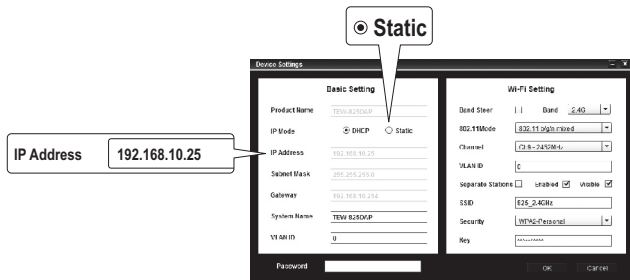 Static
Device Settings
Basic Setting
Product Name TEW-825DAP
IP Mode DHCP Static
IP Address 192.168.10.25
Subnet Mask 255.255.255.0
Gateway 192.168.10.254
System Name TEW-825DAP
VLAN ID 0
Password
Wi-Fi Setting
Band Steer Band 2.4G
802.11Mode 802.11 b/g/n mixed
Channel
VLAN ID 0
Separate Stations Enabled Visible
SSID 825_2.4GHz
Security WPA2-Personal
Key **********
OK Cancel
IP Address 192.168.10.25